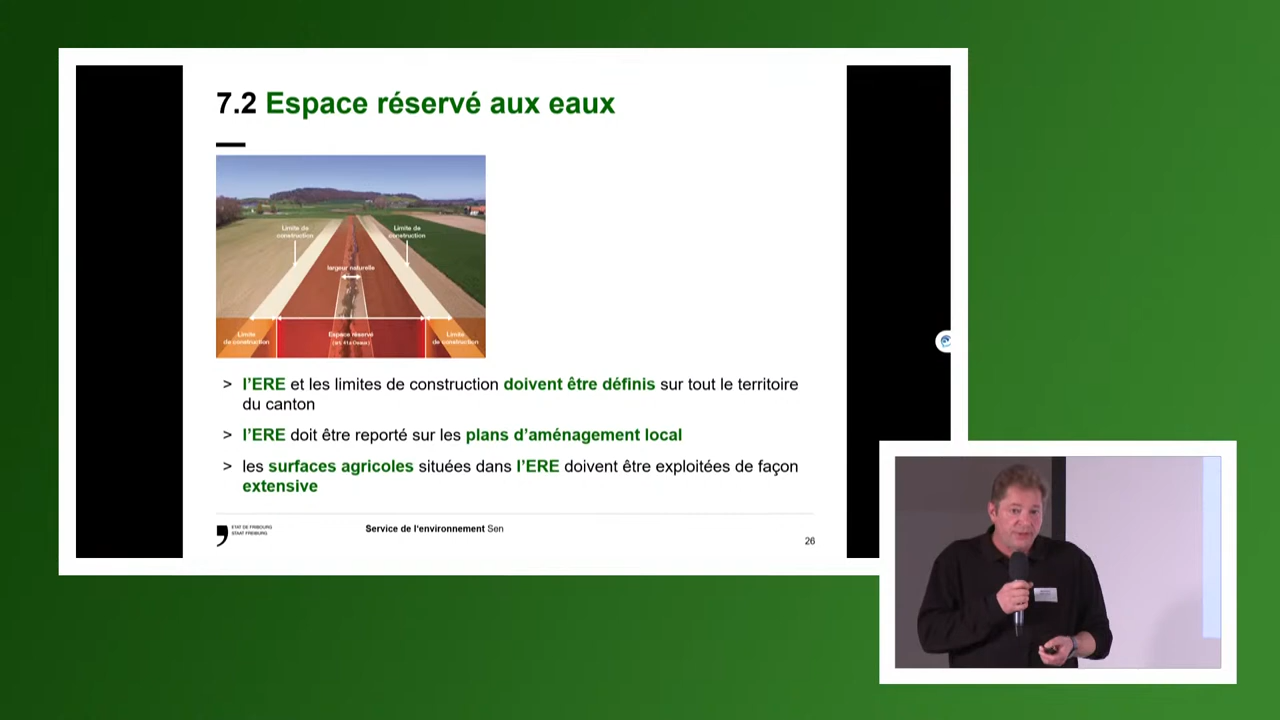 7.2 Espace réservé aux eaux
Limite de
construction
Limite de
construction
largeur naturelle
Limite
de construction
Espace réservé
Limite
de construction
> l'ERE et les limites de construction doivent être définis sur tout le territoire
du canton
> l'ERE doit être reporté sur les plans d'aménagement local
> les surfaces agricoles situées dans l'ERE doivent être exploitées de façon
extensive
ETAT DE FRIBOURG
STAAT FREIBURG
Service de l'environnement Sen
26